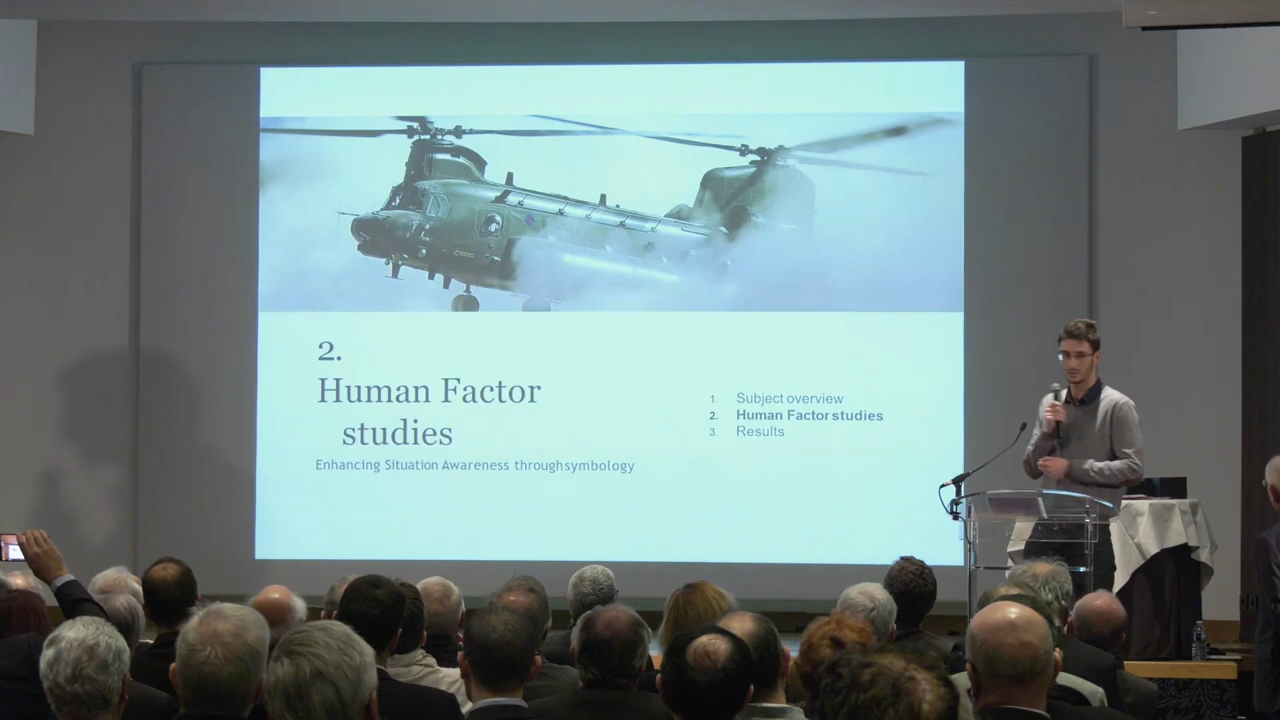 2.
Human Factor
studies
Enhancing Situation Awareness throughsymbology
1. Subject overview
2. Human Factor studies
3. Results